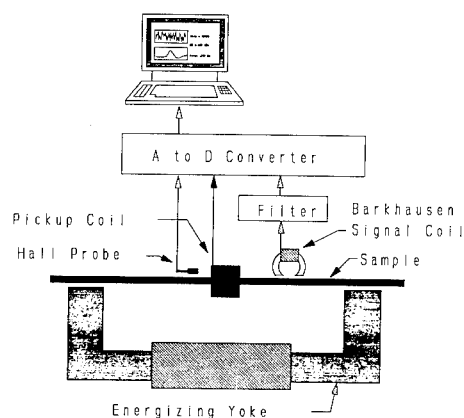 A to D Converter
Filter
Barkhausen
Signal Coil
Pickup Coil
Hall Probe
Sample
Energizing Yoke